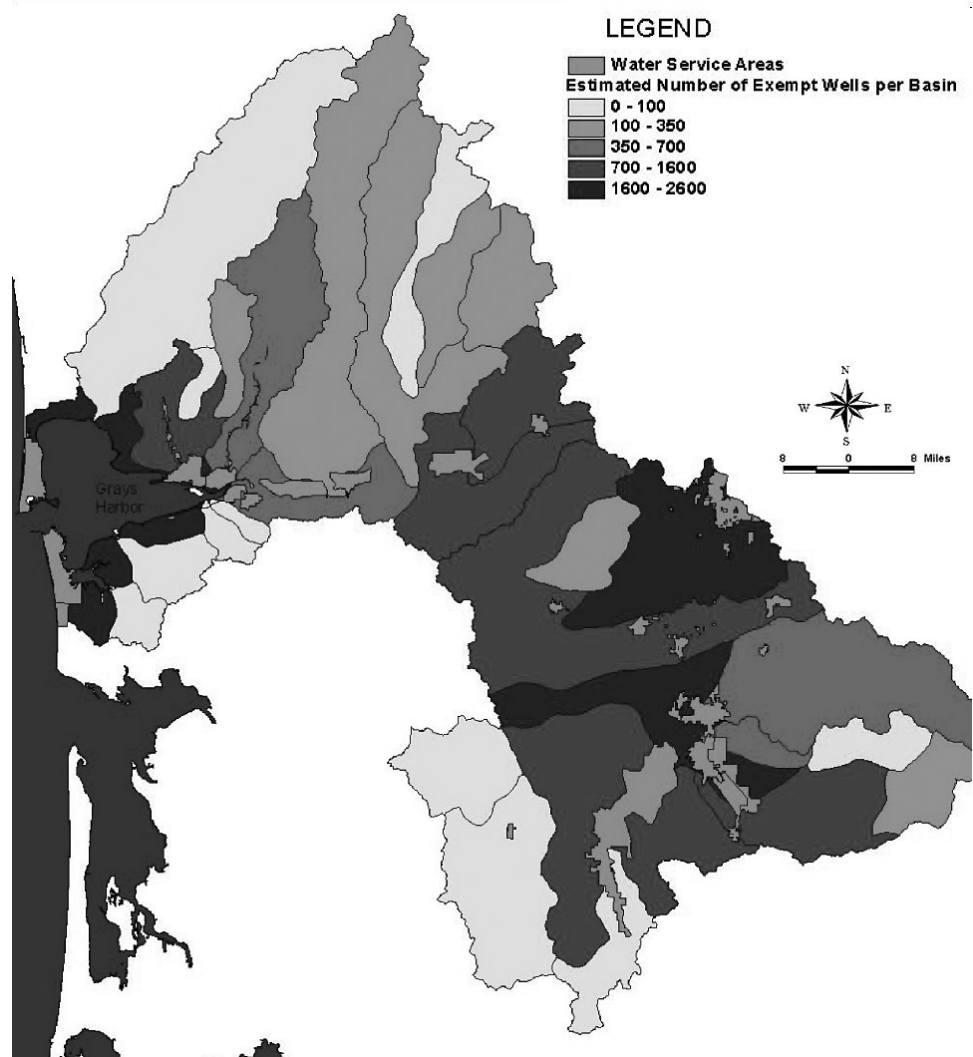 LEGEND
Water Service Areas
Estimated Number of Exempt Wells per Basin
0 - 100
100 - 350
350 - 700
700 - 1600
1600 - 2600
N
W E
S
8 0 8 Miles
Grays
Harbor